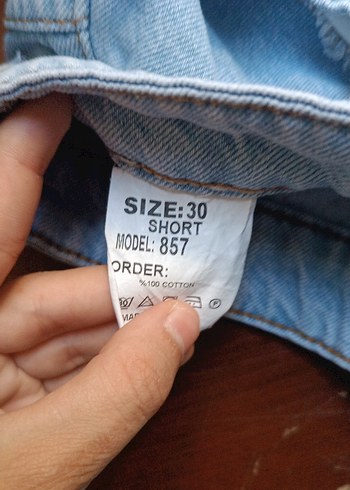 SIZE:30
SHORT
MODEL: 857
ORDER:
%100 COTTON